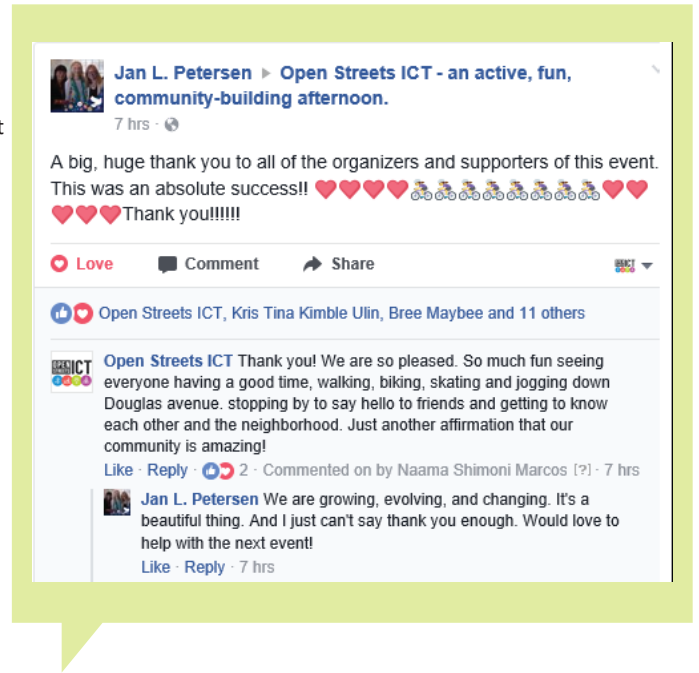 t
Jan L. Petersen ▶ Open Streets ICT - an active, fun,
community-building afternoon.
7 hrs ·
A big, huge thank you to all of the organizers and supporters of this event.
This was an absolute success!! ❤❤❤❤🚴🚴🚴🚴🚴🚴🚴🚴❤❤
❤❤❤Thank you!!!!!!
Love Comment Share
Open Streets ICT, Kris Tina Kimble Ulin, Bree Maybee and 11 others
Open Streets ICT Thank you! We are so pleased. So much fun seeing
everyone having a good time, walking, biking, skating and jogging down
Douglas avenue. stopping by to say hello to friends and getting to know
each other and the neighborhood. Just another affirmation that our
community is amazing!
Like · Reply · 2 · Commented on by Naama Shimoni Marcos [?] · 7 hrs
Jan L. Petersen We are growing, evolving, and changing. It's a
beautiful thing. And I just can't say thank you enough. Would love to
help with the next event!
Like · Reply · 7 hrs